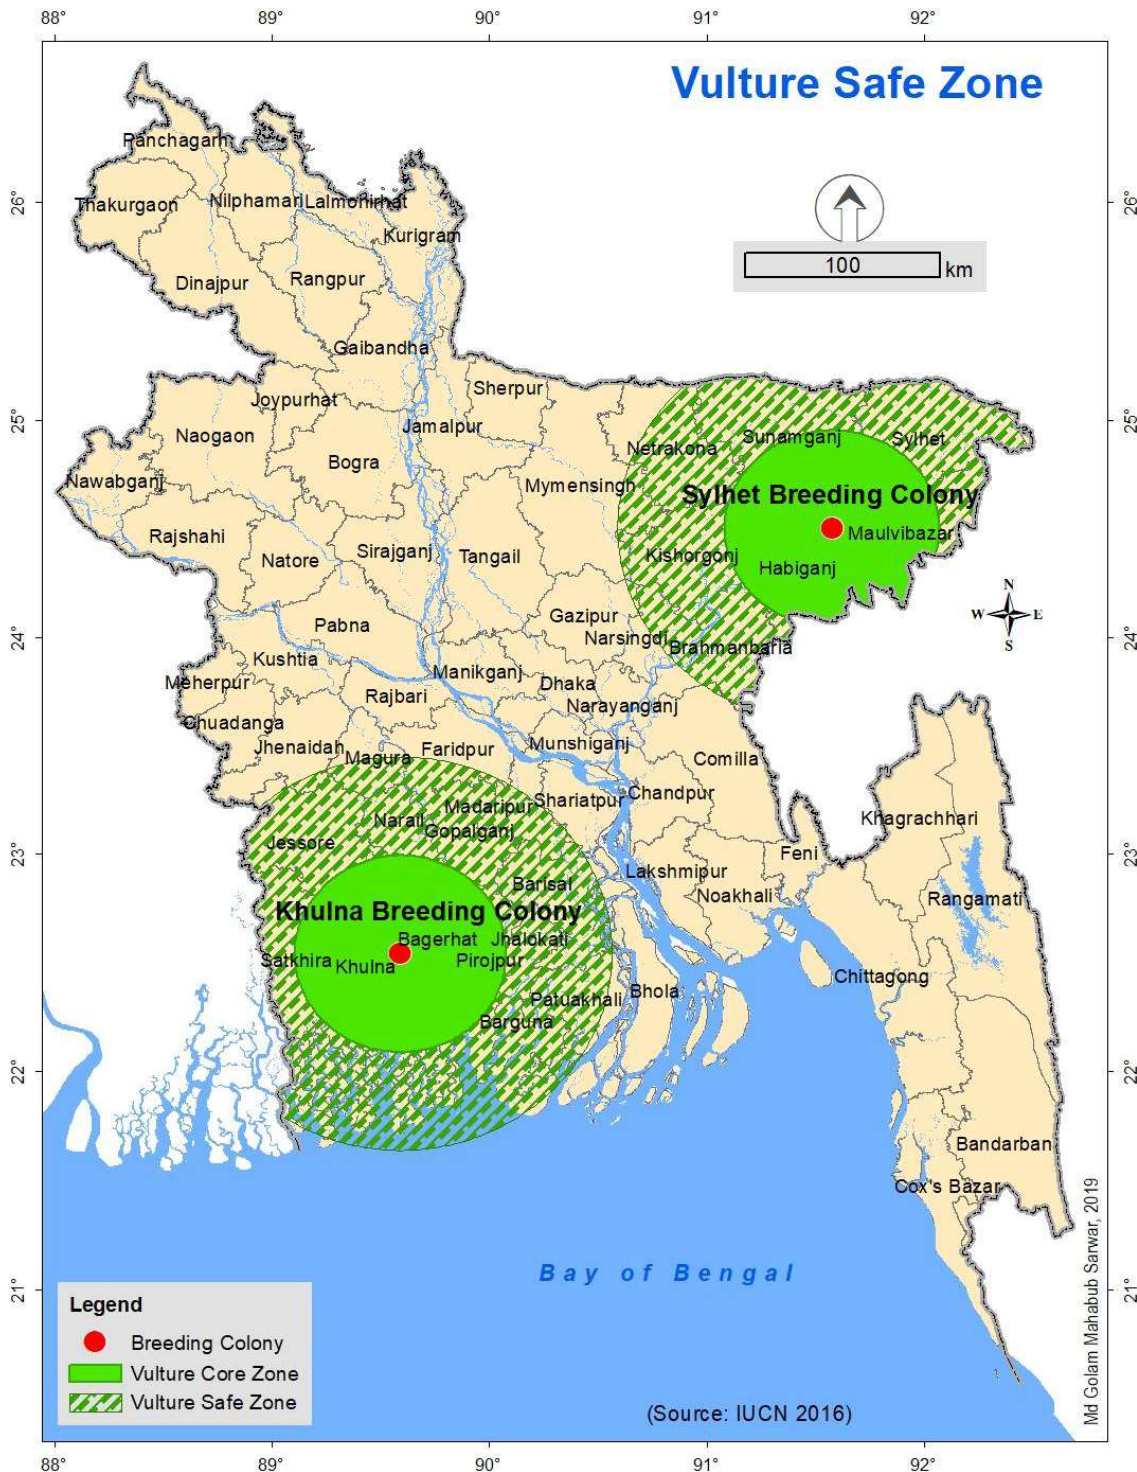 88° 89° 90° 91° 92°
Vulture Safe Zone
Panchagarh
26° 26°
Thakurgaon Nilphamari Lalmonirhat
Kurigram
100 km
Dinajpur Rangpur
Gaibandha
Sherpur
Joypurhat
25° 25°
Naogaon Jamalpur Sunamganj Sylhet
Netrakona
Bogra
Nawabganj Mymensingh
Sylhet Breeding Colony
Rajshahi Maulvibazar
Natore Sirajganj Tangail Kishorgonj
Habiganj
N
W E
S
Gazipur
24° 24°
Pabna Narsingdi
Brahmanbaria
Kushtia
Meherpur Manikganj Dhaka
Rajbari Narayanganj
Chuadanga
Jhenaidah Faridpur Munshiganj
Magura Comilla
Madaripur Shariatpur Chandpur
Narail Khagrachhari
Gopalganj
Jessore
23° 23°
Feni
Lakshmipur
Barisal Noakhali Rangamati
Khulna Breeding Colony
Bagerhat Jhalokati
Satkhira Khulna Pirojpur
Chittagong
Patuakhali Bhola
Barguna
22° 22°
Bandarban
Cox's Bazar
Bay of Bengal
21° 21°
Legend
Breeding Colony
Vulture Core Zone
Vulture Safe Zone
(Source: IUCN 2016)
Md Golam Mahabub Sarwar, 2019
88° 89° 90° 91° 92°